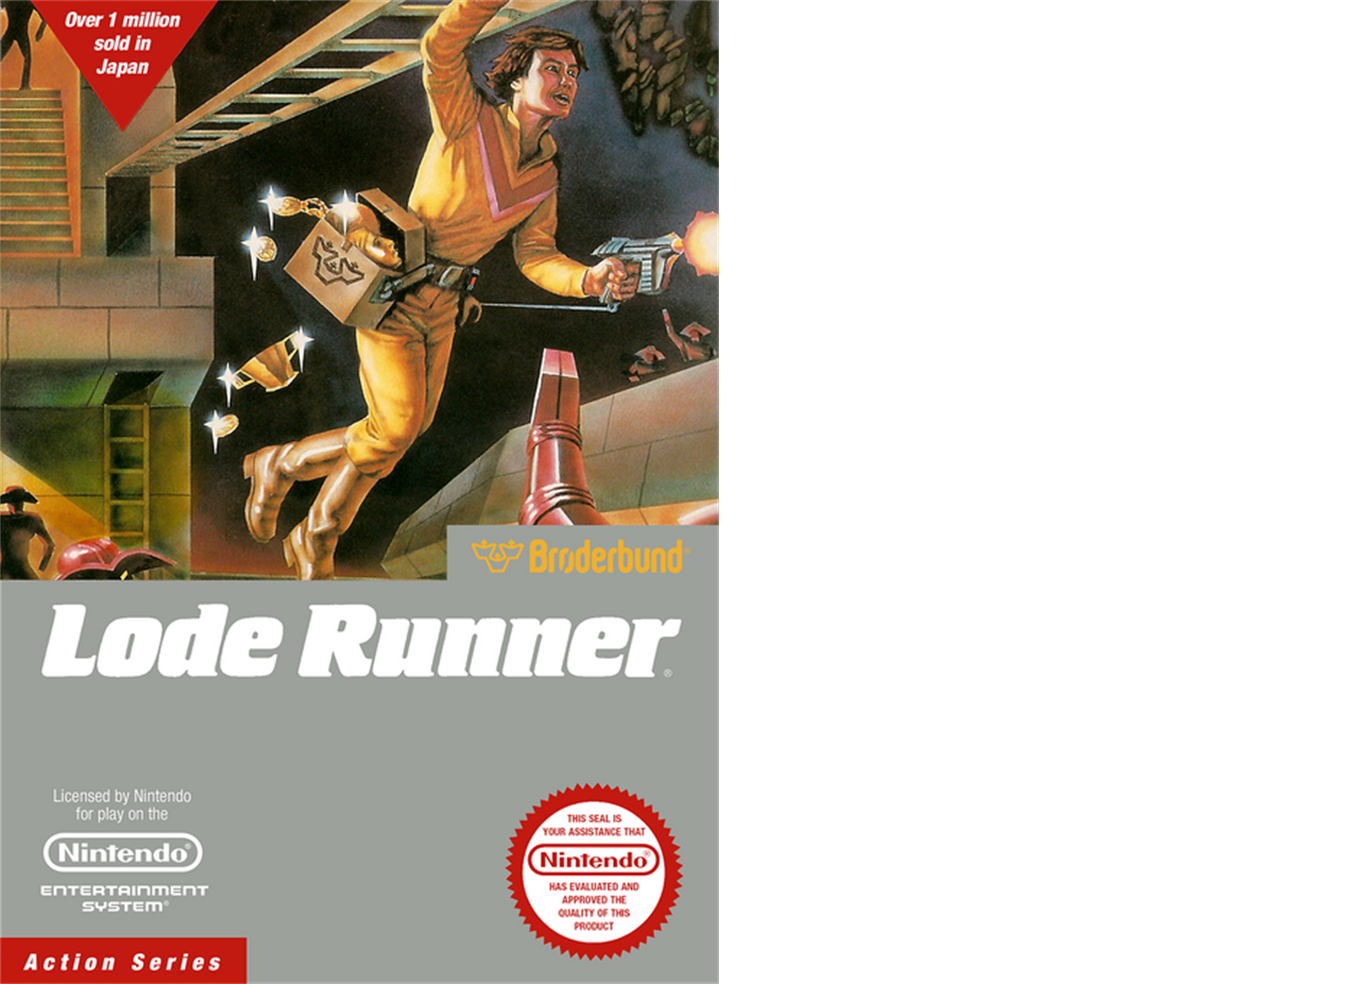 Over 1 million
sold in
Japan
Brøderbund®
Lode Runner®
Licensed by Nintendo
for play on the
Nintendo®
ENTERTAINMENT
SYSTEM®
THIS SEAL IS
YOUR ASSISTANCE THAT
Nintendo®
HAS EVALUATED AND
APPROVED THE
QUALITY OF THIS
PRODUCT
Action Series